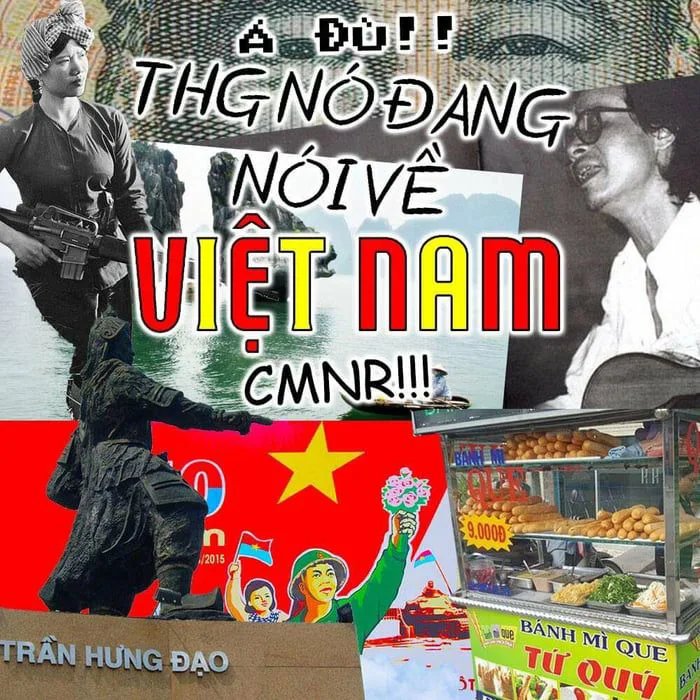 Á ĐÙ!!
THG NÓ ĐANG
NÓI VỀ
VIỆT NAM
CMNR!!!
2015
BÁNH MÌ
QUE
9.000Đ
TRẦN HƯNG ĐẠO
BÁNH MÌ QUE
TỨ QUÝ